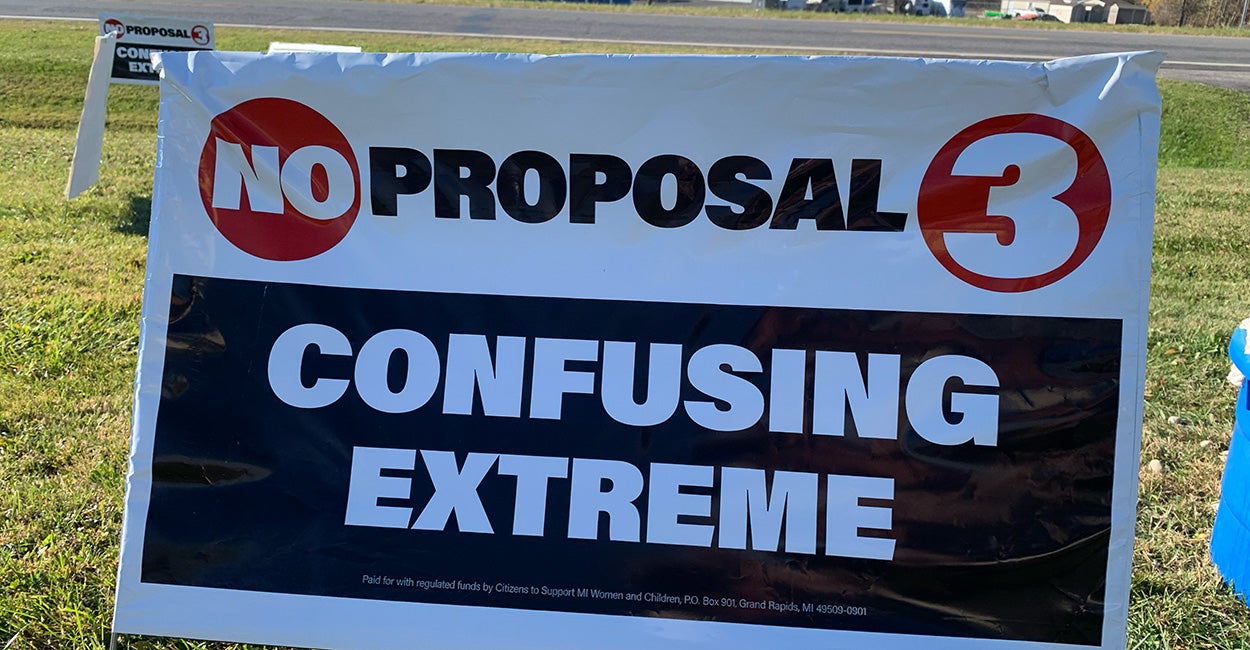 NO PROPOSAL 3
NO PROPOSAL 3
CONFUSING
EXTREME
Paid for with regulated funds by Citizens to Support MI Women and Children, P.O. Box 901, Grand Rapids, MI 49509-0901